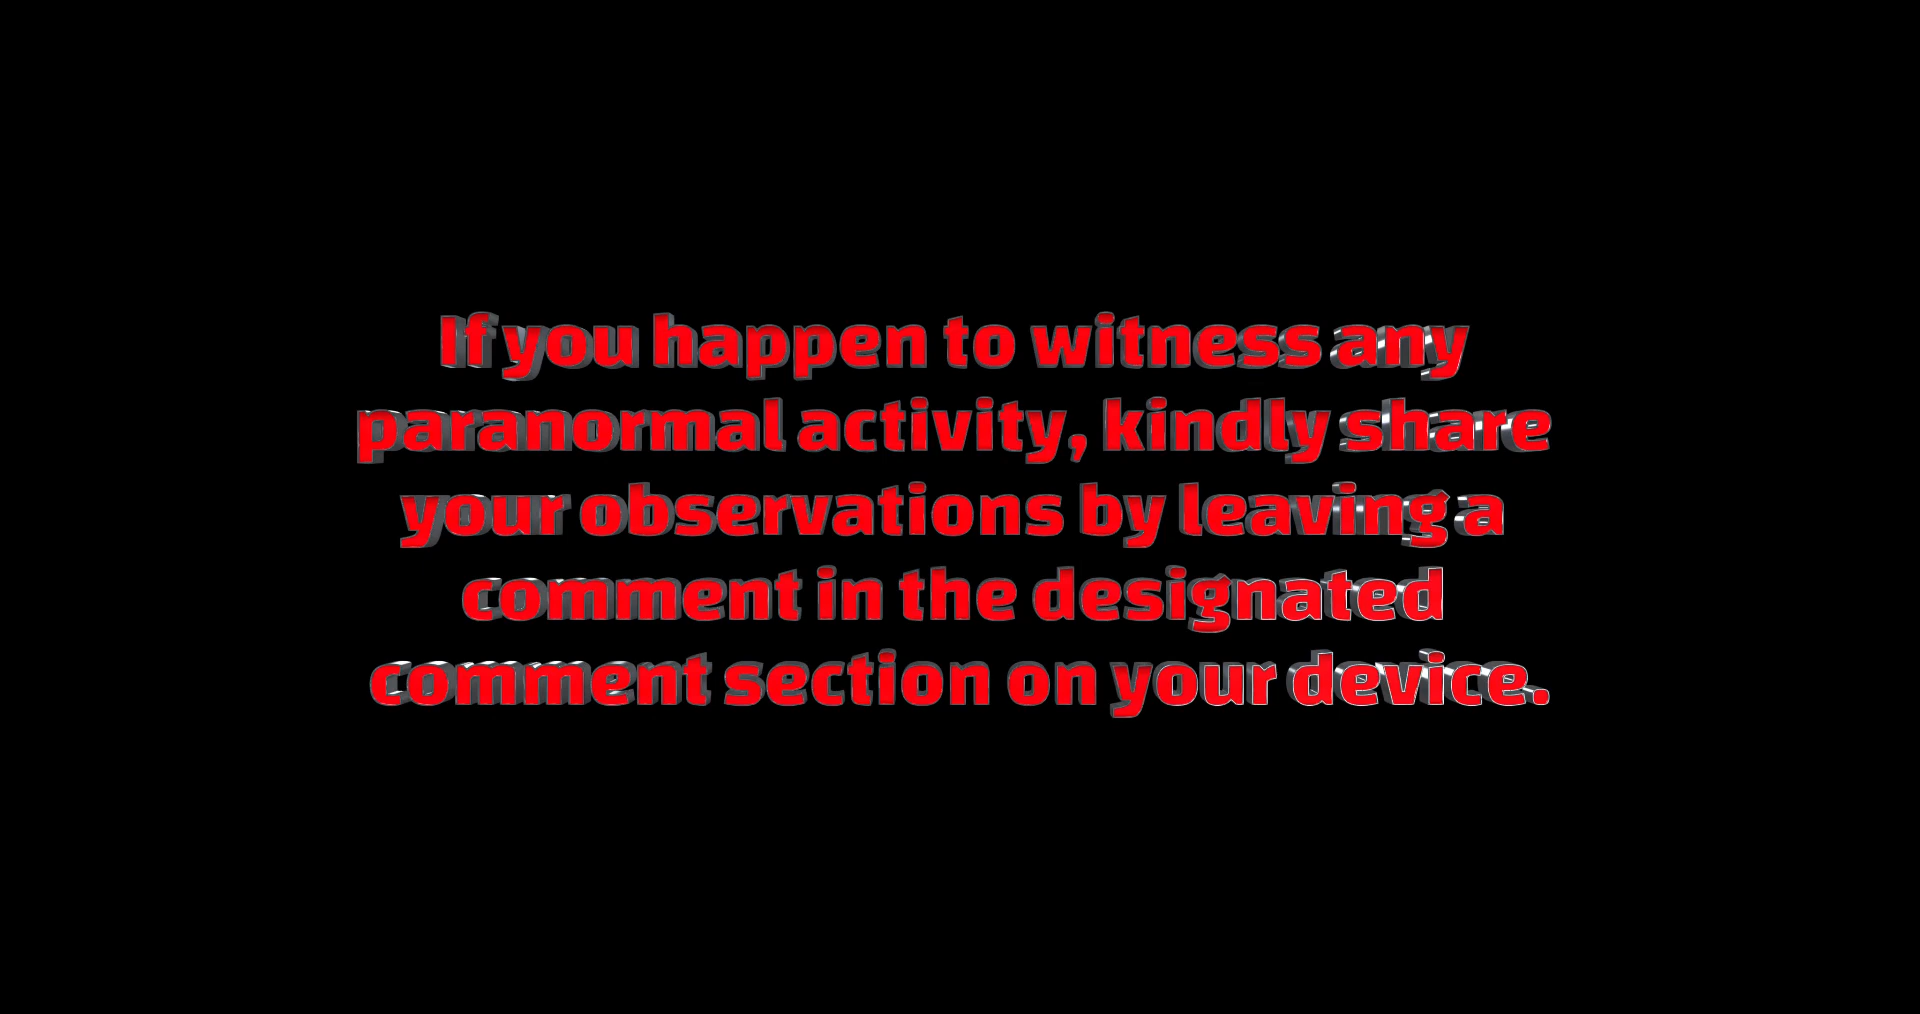 If you happen to witness any
paranormal activity, kindly share
your observations by leaving a
comment in the designated
comment section on your device.